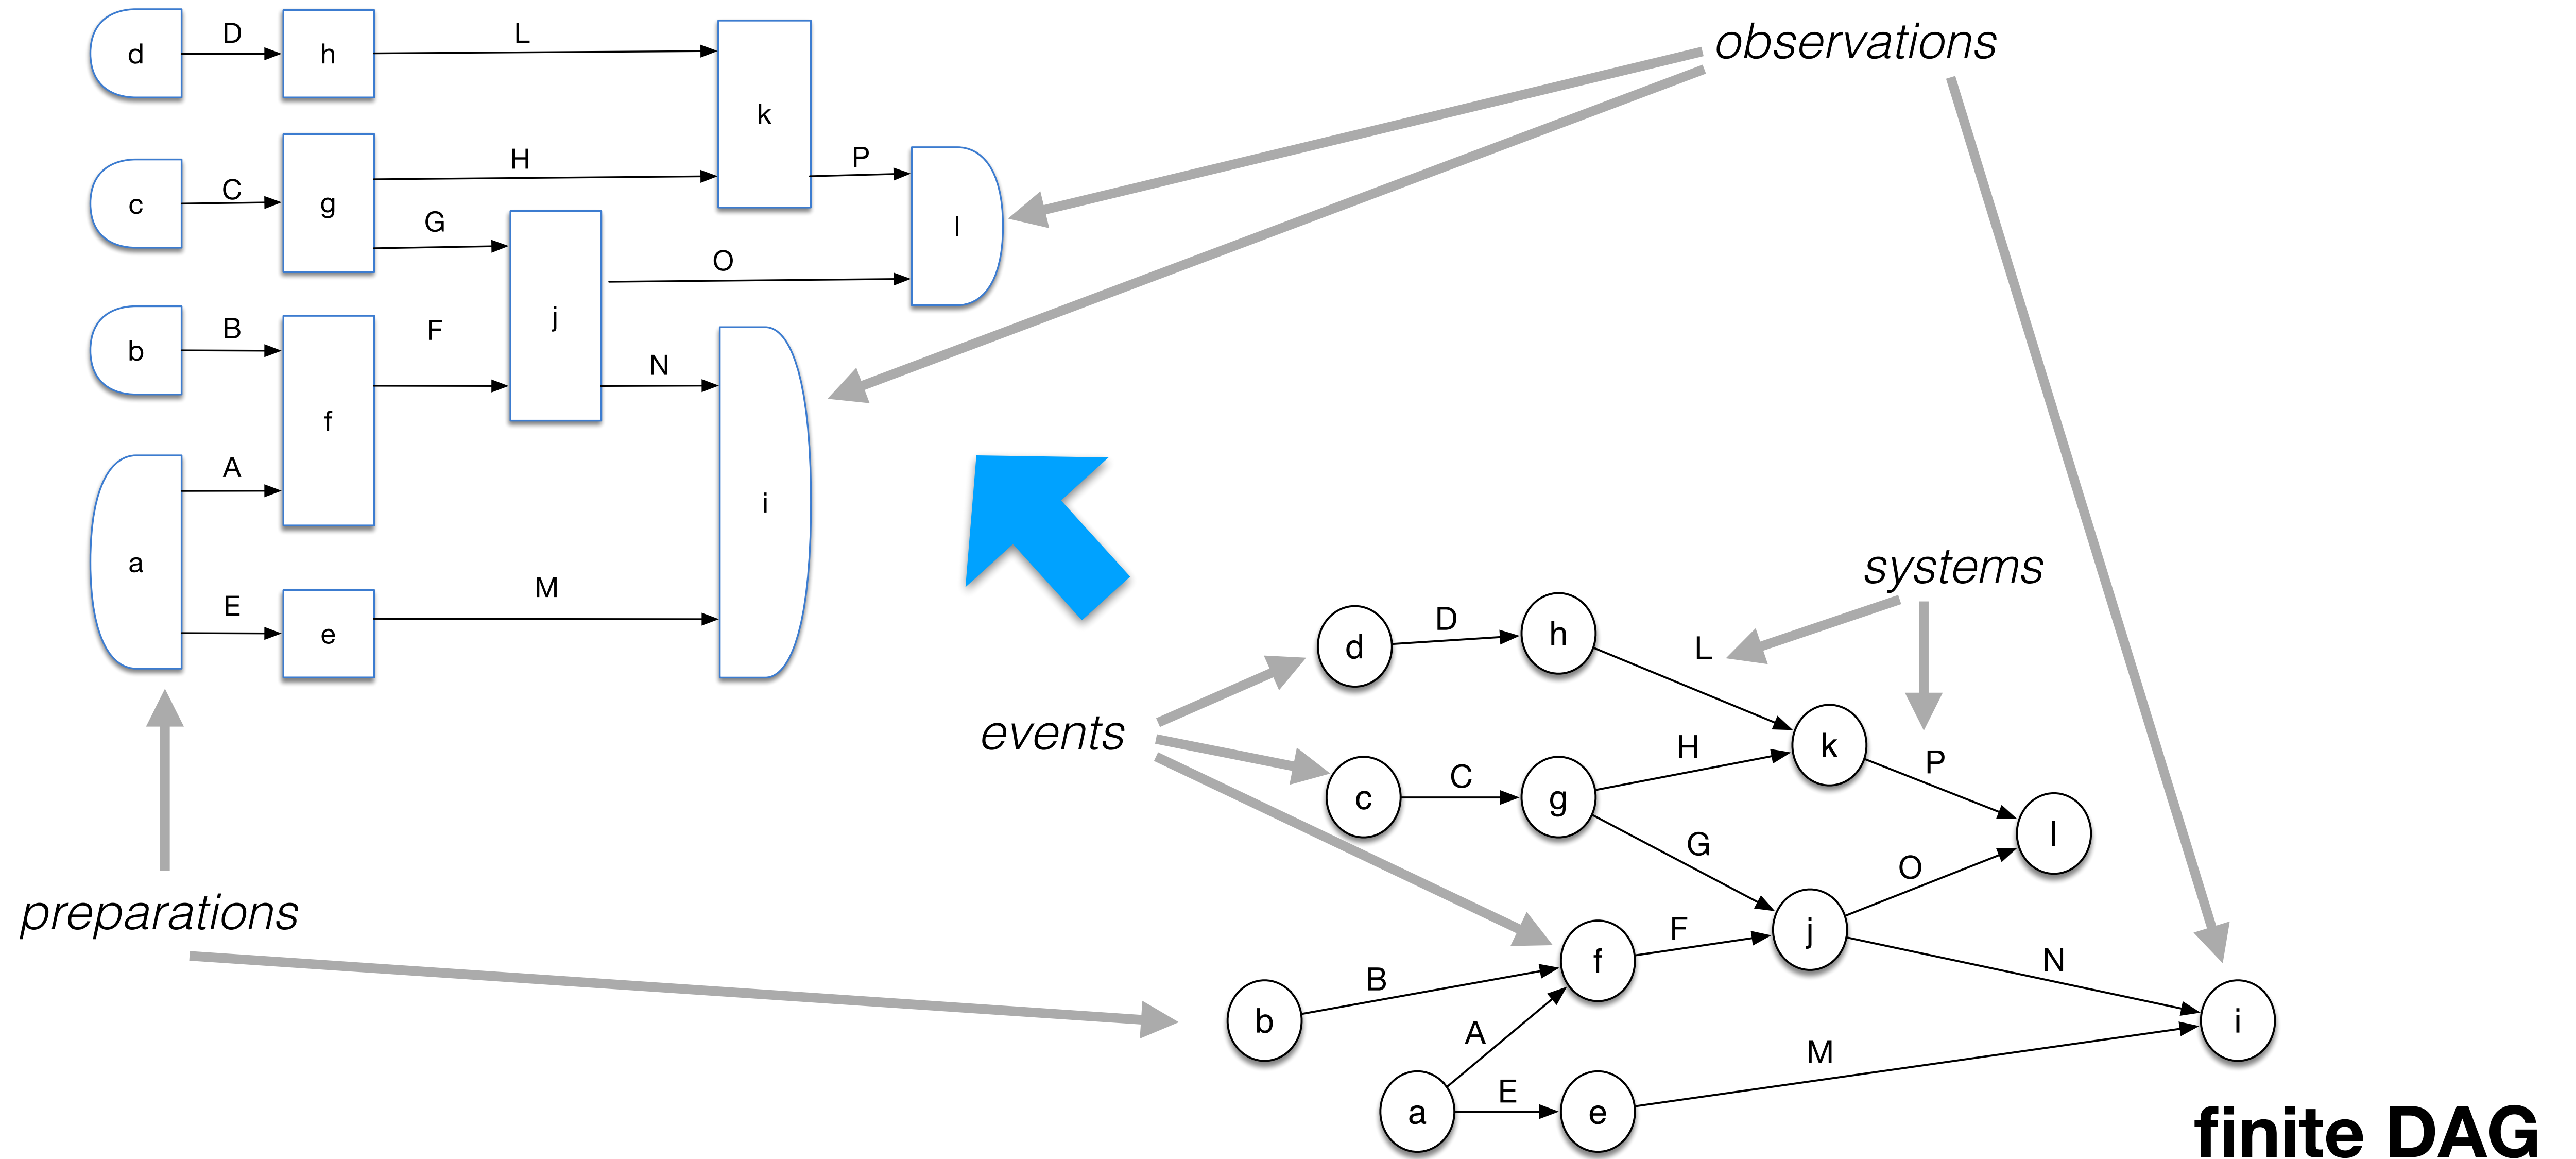 observations
d
D
h
L
k
c
C
g
H
P
l
G
j
O
b
B
f
F
N
i
A
a
E
e
M
systems
d
D
h
L
events
k
H
P
c
C
g
l
G
O
preparations
f
F
j
N
B
b
i
A
M
a
E
e
finite DAG